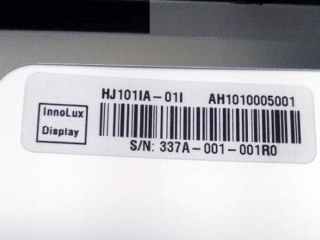 HJ101IA-01I AH1010005001
InnoLux
Display
S/N: 337A-001-001R0